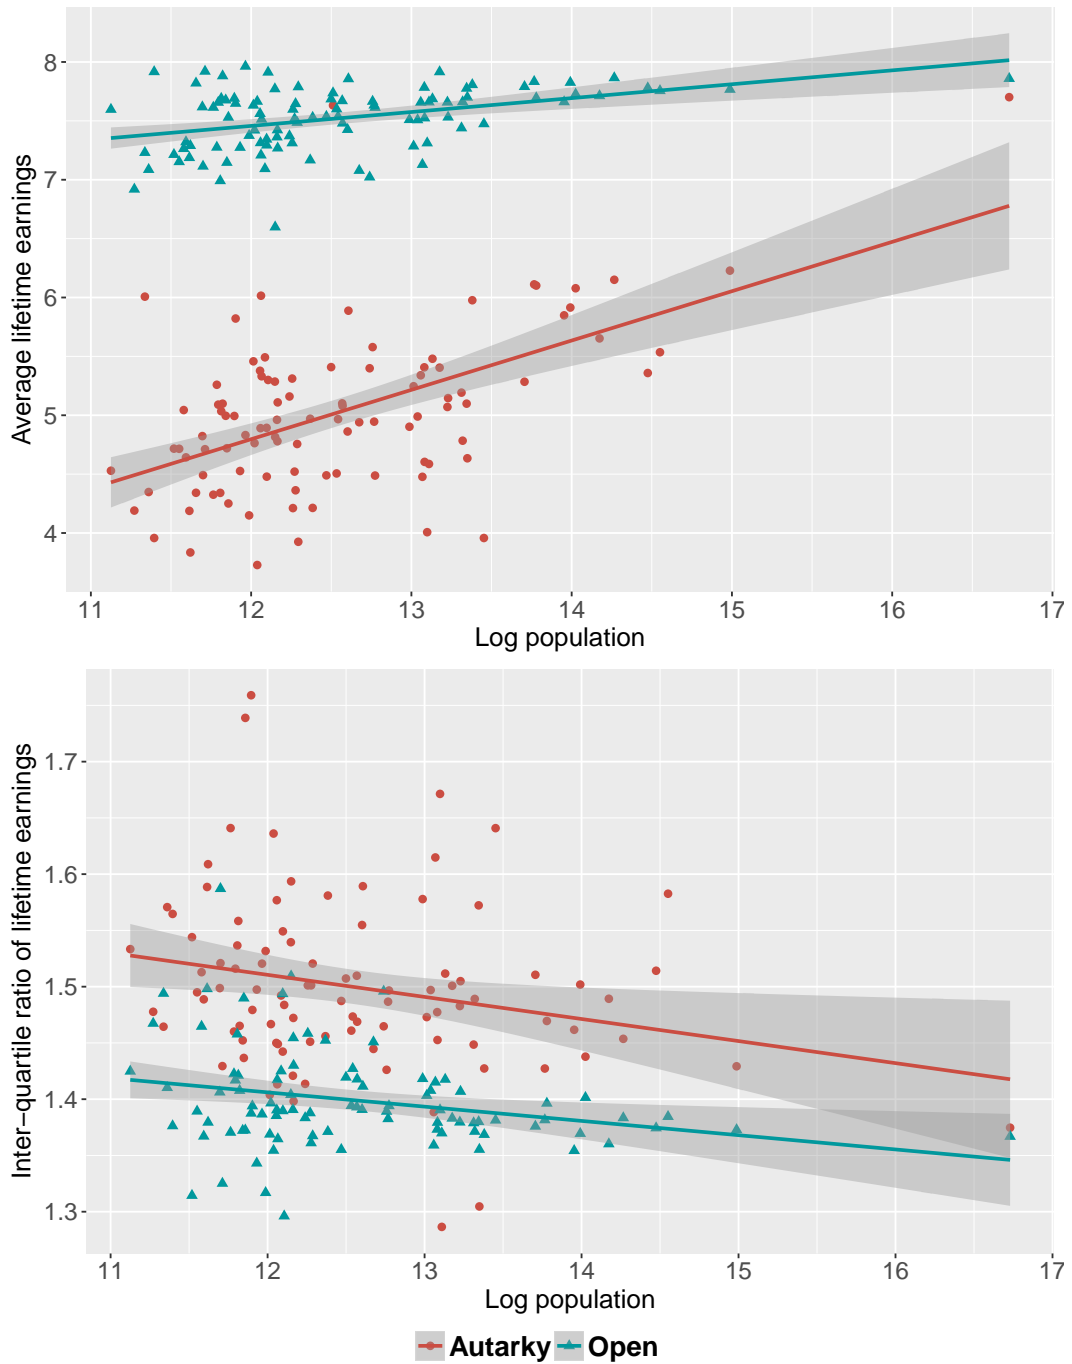 Average lifetime earnings
8
7
6
5
4
11 12 13 14 15 16 17
Log population
Inter−quartile ratio of lifetime earnings
1.7
1.6
1.5
1.4
1.3
11 12 13 14 15 16 17
Log population
Autarky Open